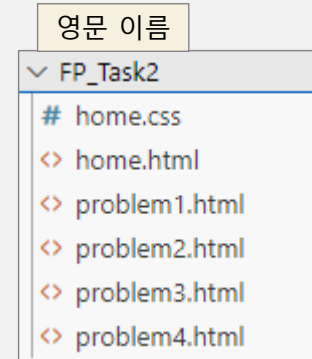 영문 이름
FP_Task2
# home.css
<> home.html
<> problem1.html
<> problem2.html
<> problem3.html
<> problem4.html